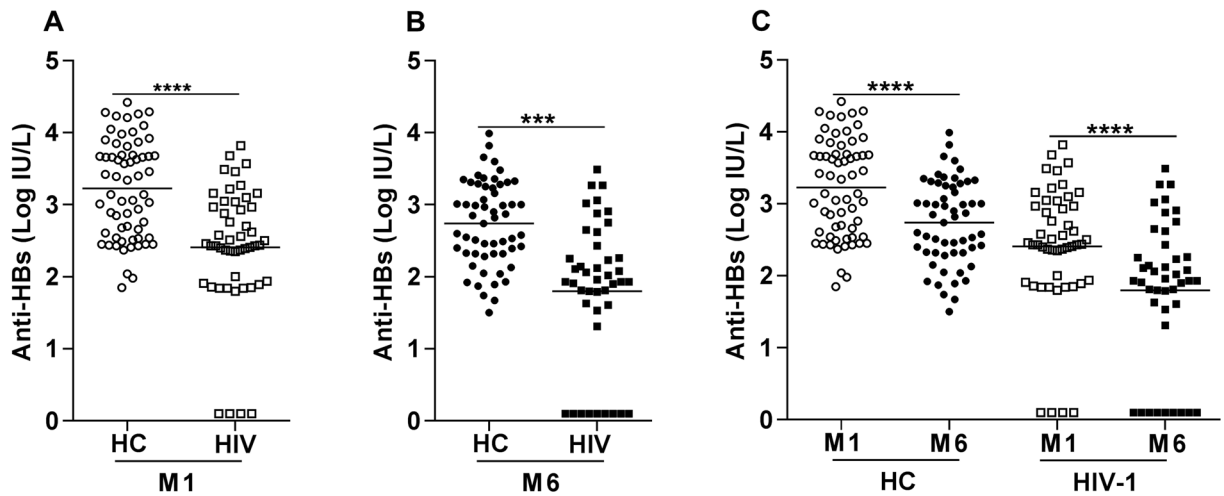 A
Anti-HBs (Log IU/L)
5
4
3
2
1
0
****
HC HIV
M1
B
Anti-HBs (Log IU/L)
5
4
3
2
1
0
***
HC HIV
M6
C
Anti-HBs (Log IU/L)
5
4
3
2
1
0
****
****
M1 M6 M1 M6
HC HIV-1